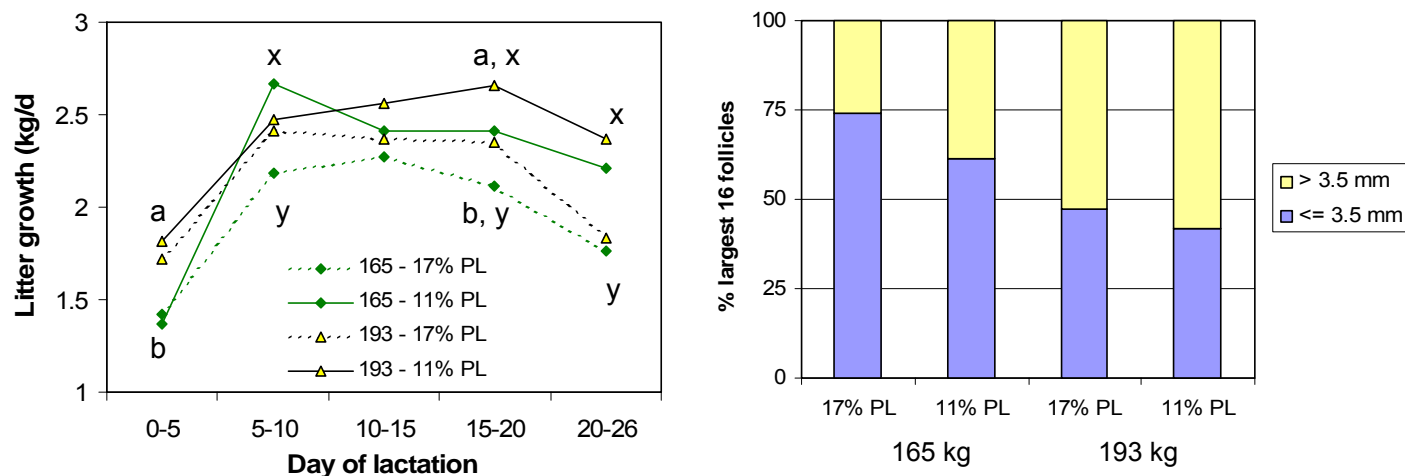 3
2.5
2
1.5
1
Litter growth (kg/d)
a
b
x
y
a, x
b, y
x
y
165 - 17% PL
165 - 11% PL
193 - 17% PL
193 - 11% PL
0-5 5-10 10-15 15-20 20-26
Day of lactation
100
75
50
25
0
% largest 16 follicles
17% PL 11% PL 17% PL 11% PL
165 kg 193 kg
> 3.5 mm
<= 3.5 mm